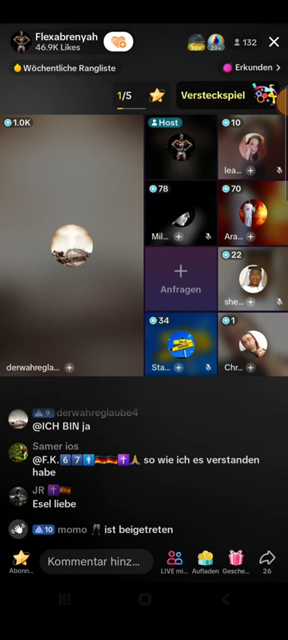 Flexabrenyah
46.9K Likes
20+
132
Wöchentliche Rangliste
Erkunden >
1/5
Versteckspiel
1.0K
Host
10
lea...
78
Mil...
70
Ara...
+
Anfragen
22
she...
34
Sta...
1
Chr...
derwahregla...
9 derwahreglaube4
@ICH BIN ja
Samer ios
@F.K. 6 7 ✝️ 🇩🇪🇩🇪✝️🙏 so wie ich es verstanden
habe
JR ✝️
Esel liebe
10 momo ist beigetreten
Abonn...
Kommentar hinz...
LIVE mi...
Aufladen
Gesche...
26